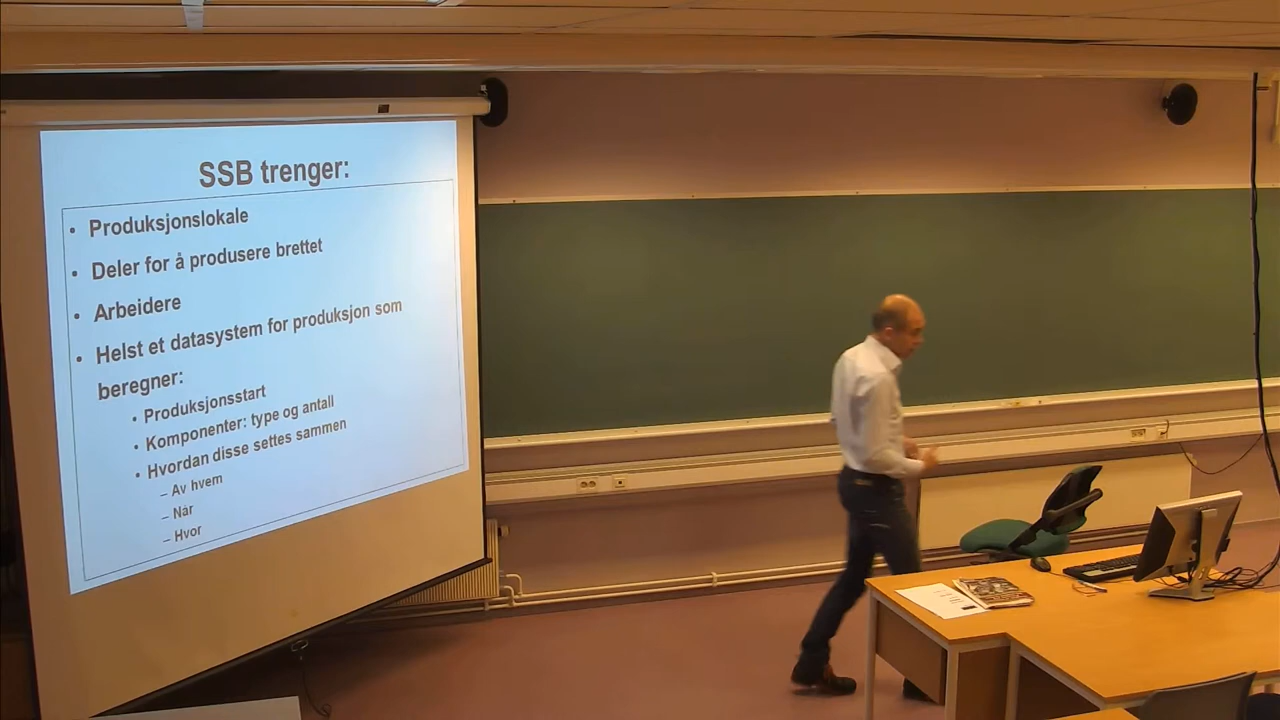 SSB trenger:
• Produksjonslokale
• Deler for å produsere brettet
• Arbeidere
• Helst et datasystem for produksjon som
beregner:
• Produksjonsstart
• Komponenter: type og antall
• Hvordan disse settes sammen
– Av hvem
– Når
– Hvor